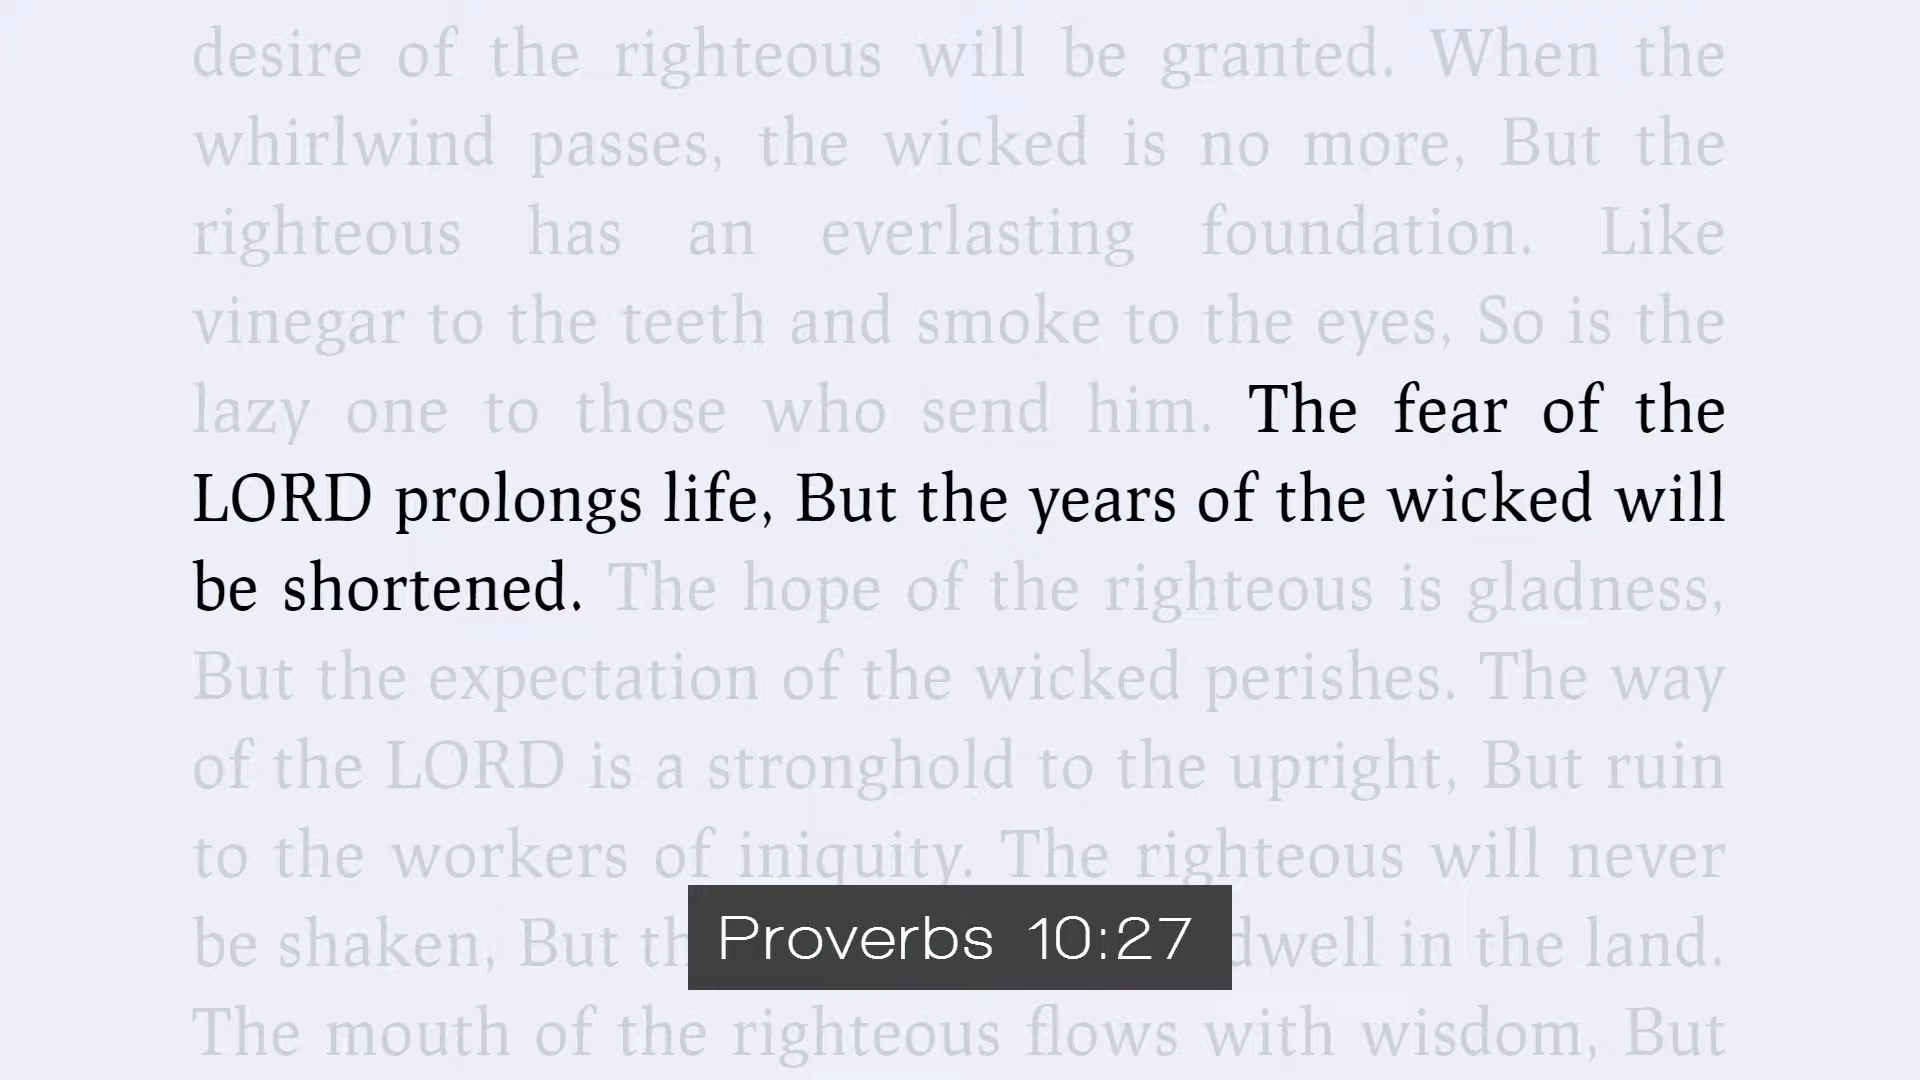 desire of the righteous will be granted. When the
whirlwind passes, the wicked is no more, But the
righteous has an everlasting foundation. Like
vinegar to the teeth and smoke to the eyes, So is the
lazy one to those who send him. The fear of the
LORD prolongs life, But the years of the wicked will
be shortened. The hope of the righteous is gladness,
But the expectation of the wicked perishes. The way
of the LORD is a stronghold to the upright, But ruin
to the workers of iniquity. The righteous will never
be shaken, But dwell in the land.
Proverbs 10:27
The mouth of the righteous flows with wisdom, But